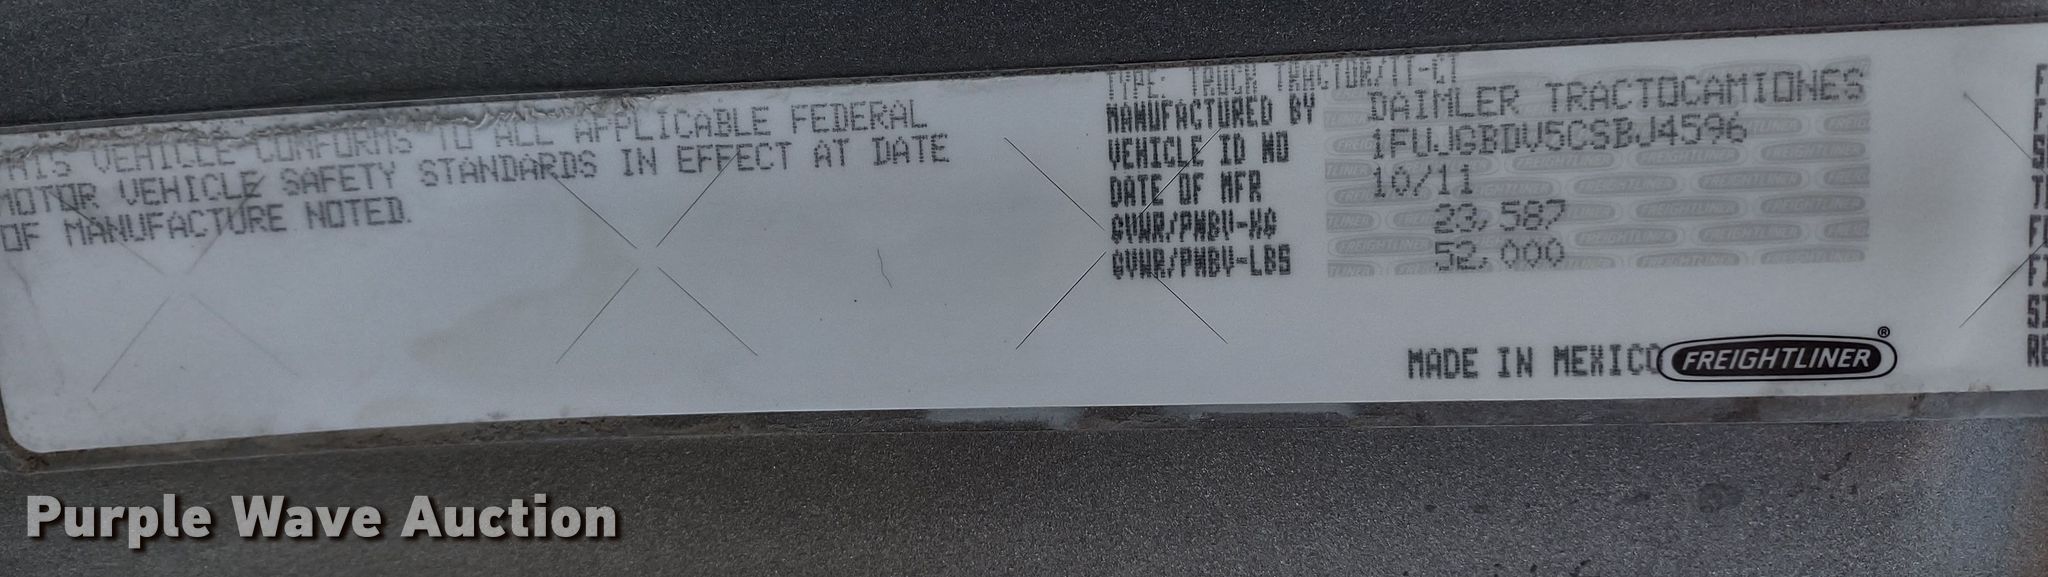 THIS VEHICLE CONFORMS TO ALL APPLICABLE FEDERAL
MOTOR VEHICLE SAFETY STANDARDS IN EFFECT AT DATE
OF MANUFACTURE NOTED.
TYPE: TRUCK TRACTOR/TT-CT
MANUFACTURED BY DAIMLER TRACTOCAMIONES
VEHICLE ID NO 1FUJGBDV5CSBJ4596
DATE OF MFR 10/11
GVWR/PMBV-KG 23,587
GVWR/PMBV-LBS 52,000
MADE IN MEXICO FREIGHTLINER®
Purple Wave Auction